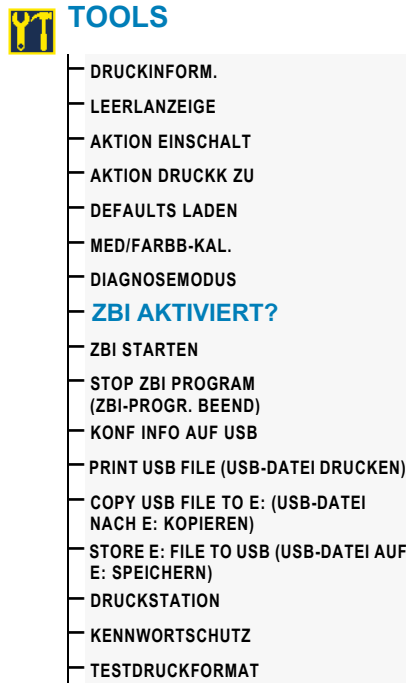 TOOLS
DRUCKINFORM.
LEERLANZEIGE
AKTION EINSCHALT
AKTION DRUCKK ZU
DEFAULTS LADEN
MED/FARBB-KAL.
DIAGNOSEMODUS
ZBI AKTIVIERT?
ZBI STARTEN
STOP ZBI PROGRAM
(ZBI-PROGR. BEEND)
KONF INFO AUF USB
PRINT USB FILE (USB-DATEI DRUCKEN)
COPY USB FILE TO E: (USB-DATEI
NACH E: KOPIEREN)
STORE E: FILE TO USB (USB-DATEI AUF
E: SPEICHERN)
DRUCKSTATION
KENNWORTSCHUTZ
TESTDRUCKFORMAT